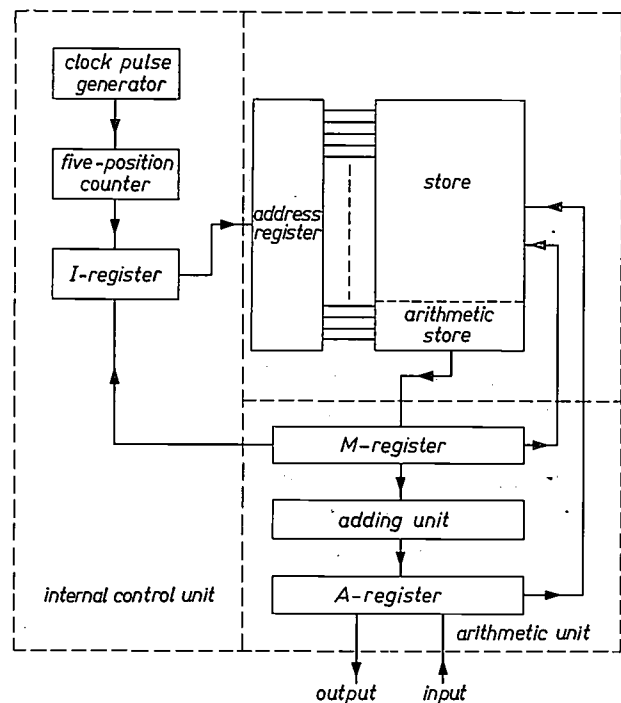 clock pulse
generator
five-position
counter
I-register
address
register
store
arithmetic
store
M-register
adding unit
A-register
internal control unit
arithmetic unit
output
input